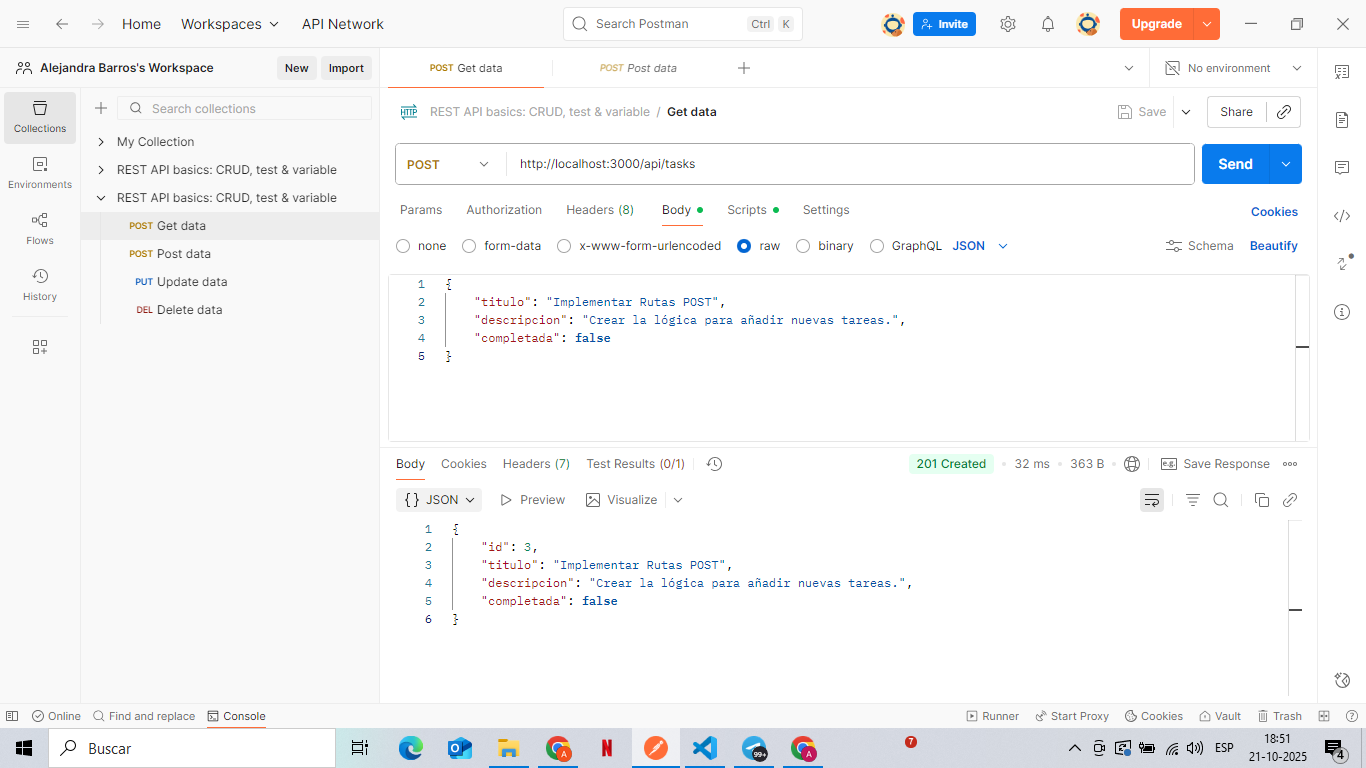 Home Workspaces API Network Search Postman Ctrl K Invite Upgrade
Alejandra Barros's Workspace New Import
POST Get data POST Post data No environment
Collections
Environments
Flows
History
Search collections
My Collection
REST API basics: CRUD, test & variable
REST API basics: CRUD, test & variable
POST Get data
POST Post data
PUT Update data
DEL Delete data
HTTP REST API basics: CRUD, test & variable / Get data Save Share
POST http://localhost:3000/api/tasks Send
Params Authorization Headers (8) Body Scripts Settings Cookies
none form-data x-www-form-urlencoded raw binary GraphQL JSON Schema Beautify
1 {
2 "titulo": "Implementar Rutas POST",
3 "descripcion": "Crear la lógica para añadir nuevas tareas.",
4 "completada": false
5 }
Body Cookies Headers (7) Test Results (0/1) 201 Created 32 ms 363 B e.g. Save Response
{} JSON Preview Visualize
1 {
2 "id": 3,
3 "titulo": "Implementar Rutas POST",
4 "descripcion": "Crear la lógica para añadir nuevas tareas.",
5 "completada": false
6 }
Online Find and replace Console Runner Start Proxy Cookies Vault Trash
Buscar A N 99+ A 7 ESP 18:51
21-10-2025 4